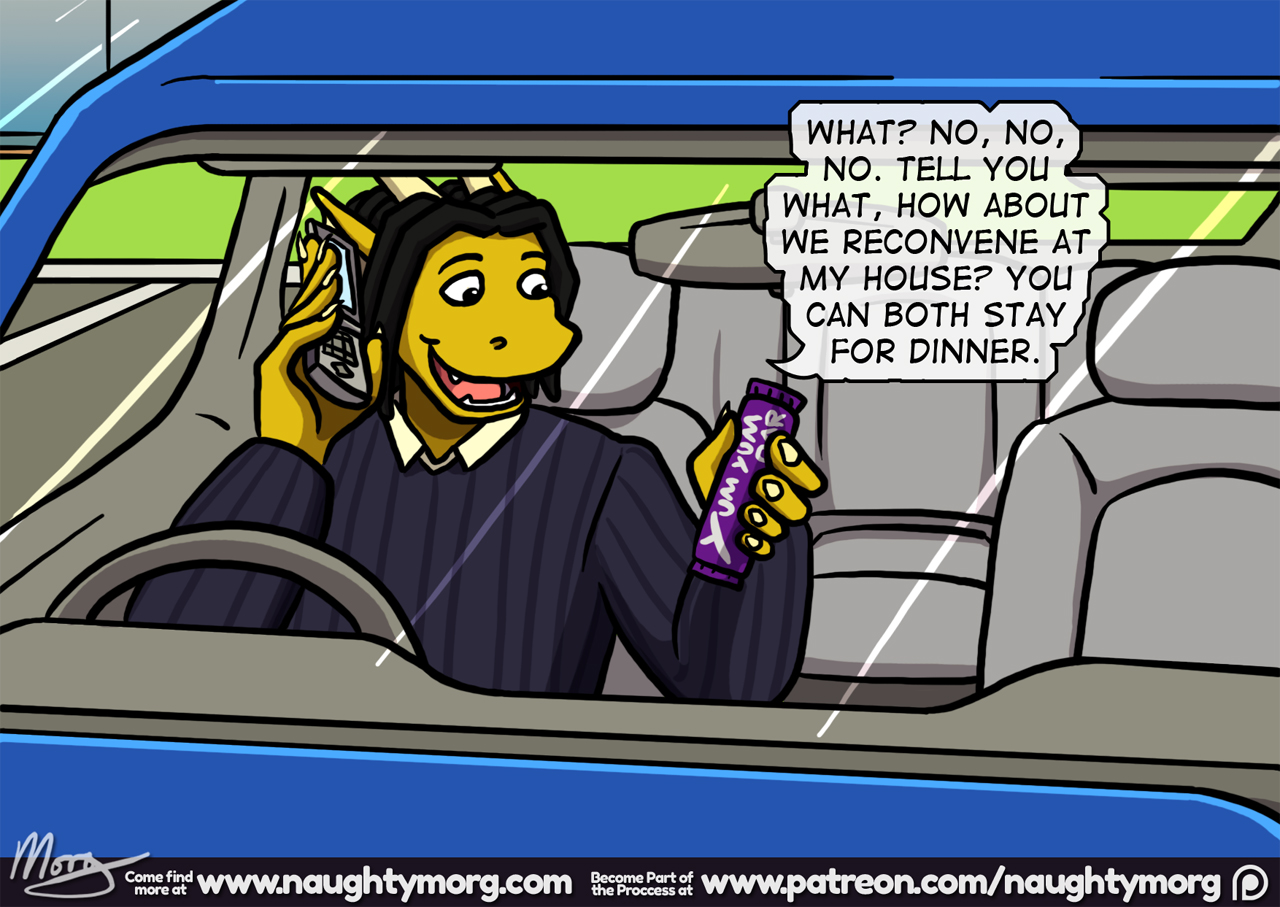 WHAT? NO, NO,
NO. TELL YOU
WHAT, HOW ABOUT
WE RECONVENE AT
MY HOUSE? YOU
CAN BOTH STAY
FOR DINNER.
Morg
Come find
more at www.naughtymorg.com
Become Part of
the Proccess at www.patreon.com/naughtymorg